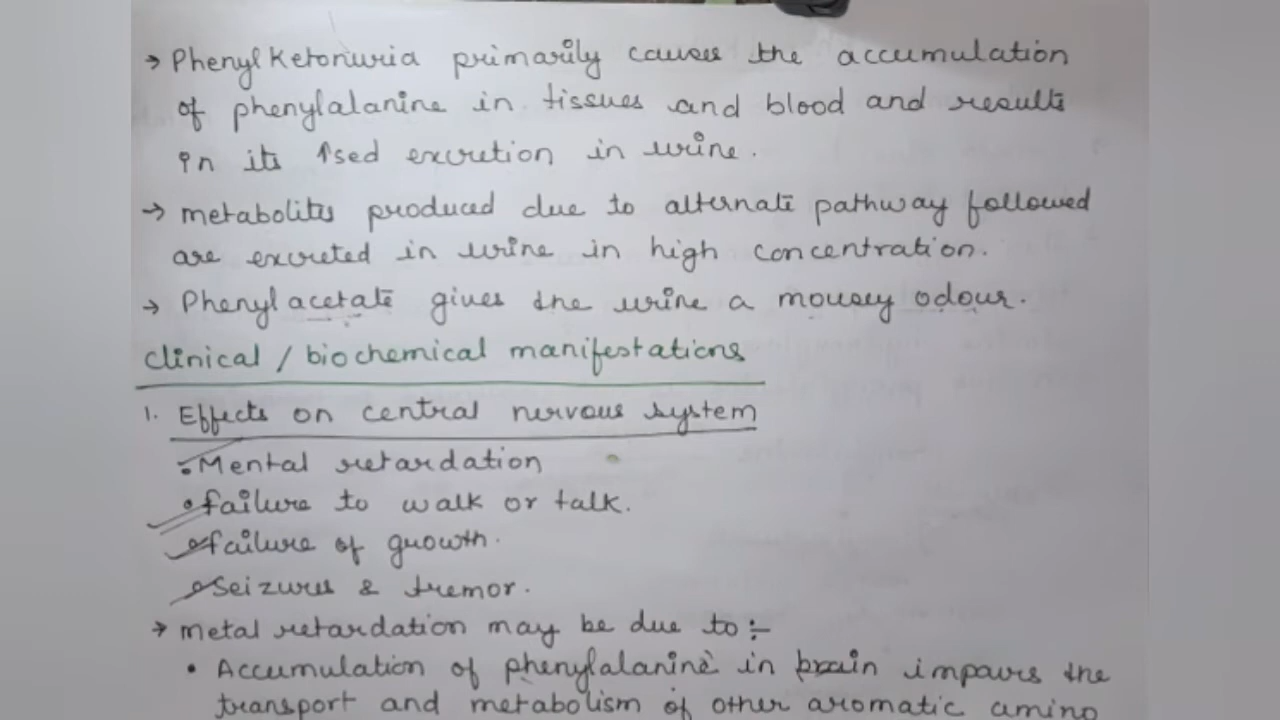 → Phenylketonuria primarily causes the accumulation
of phenylalanine in tissues and blood and results
in its ↑sed excretion in urine.
→ metabolites produced due to alternate pathway followed
are excreted in urine in high concentration.
→ Phenylacetate gives the urine a mousey odour.
clinical / biochemical manifestations
1. Effects on central nervous system
• Mental retardation
• failure to walk or talk.
• failure of growth.
• seizures & tremor.
→ metal retardation may be due to :-
• Accumulation of phenylalanine in brain impairs the
transport and metabolism of other aromatic amino